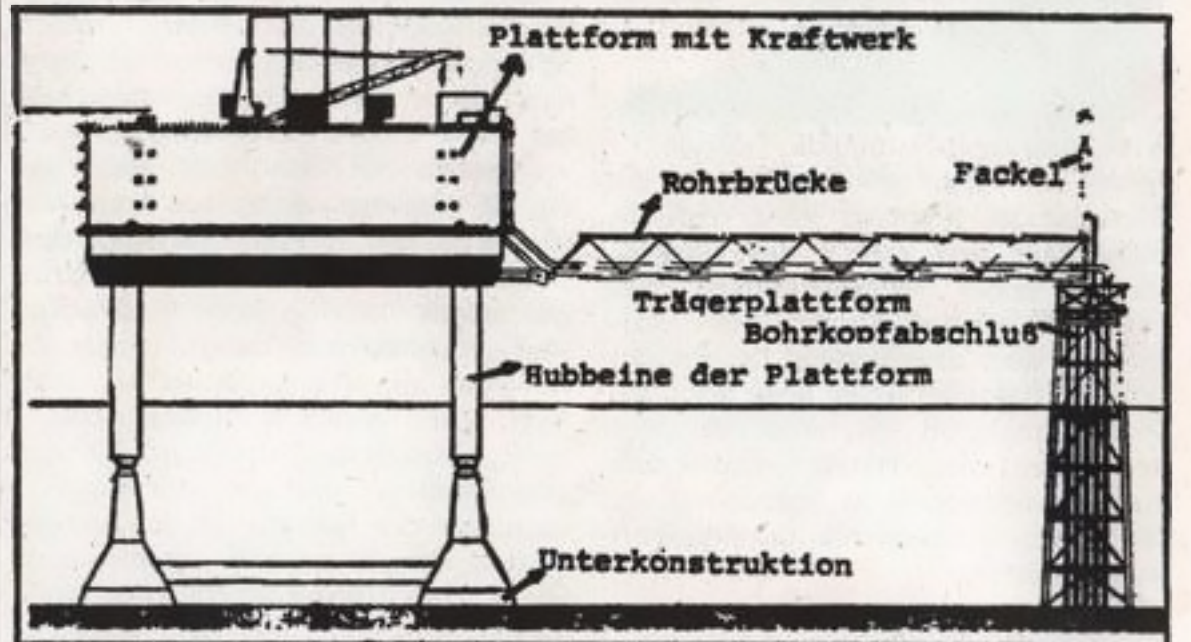 Plattform mit Kraftwerk
Fackel
Rohrbrücke
Trägerplattform
Bohrkopfabschluß
Hubbeine der Plattform
Unterkonstruktion